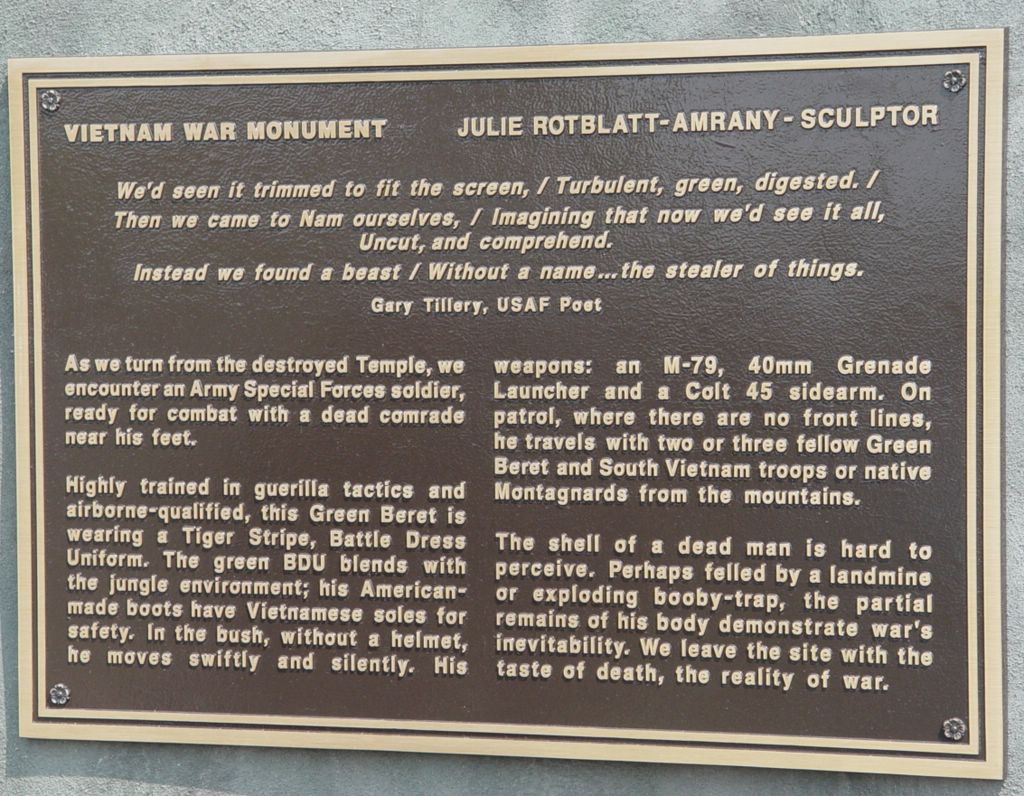 VIETNAM WAR MONUMENT
JULIE ROTBLATT-AMRANY - SCULPTOR
We'd seen it trimmed to fit the screen, / Turbulent, green, digested. /
Then we came to Nam ourselves, / Imagining that now we'd see it all,
Uncut, and comprehend.
Instead we found a beast / Without a name...the stealer of things.
Gary Tillery, USAF Poet
As we turn from the destroyed Temple, we
encounter an Army Special Forces soldier,
ready for combat with a dead comrade
near his feet.
Highly trained in guerilla tactics and
airborne-qualified, this Green Beret is
wearing a Tiger Stripe, Battle Dress
Uniform. The green BDU blends with
the jungle environment; his American-
made boots have Vietnamese soles for
safety. In the bush, without a helmet,
he moves swiftly and silently. His
weapons: an M-79, 40mm Grenade
Launcher and a Colt 45 sidearm. On
patrol, where there are no front lines,
he travels with two or three fellow Green
Beret and South Vietnam troops or native
Montagnards from the mountains.
The shell of a dead man is hard to
perceive. Perhaps felled by a landmine
or exploding booby-trap, the partial
remains of his body demonstrate war's
inevitability. We leave the site with the
taste of death, the reality of war.